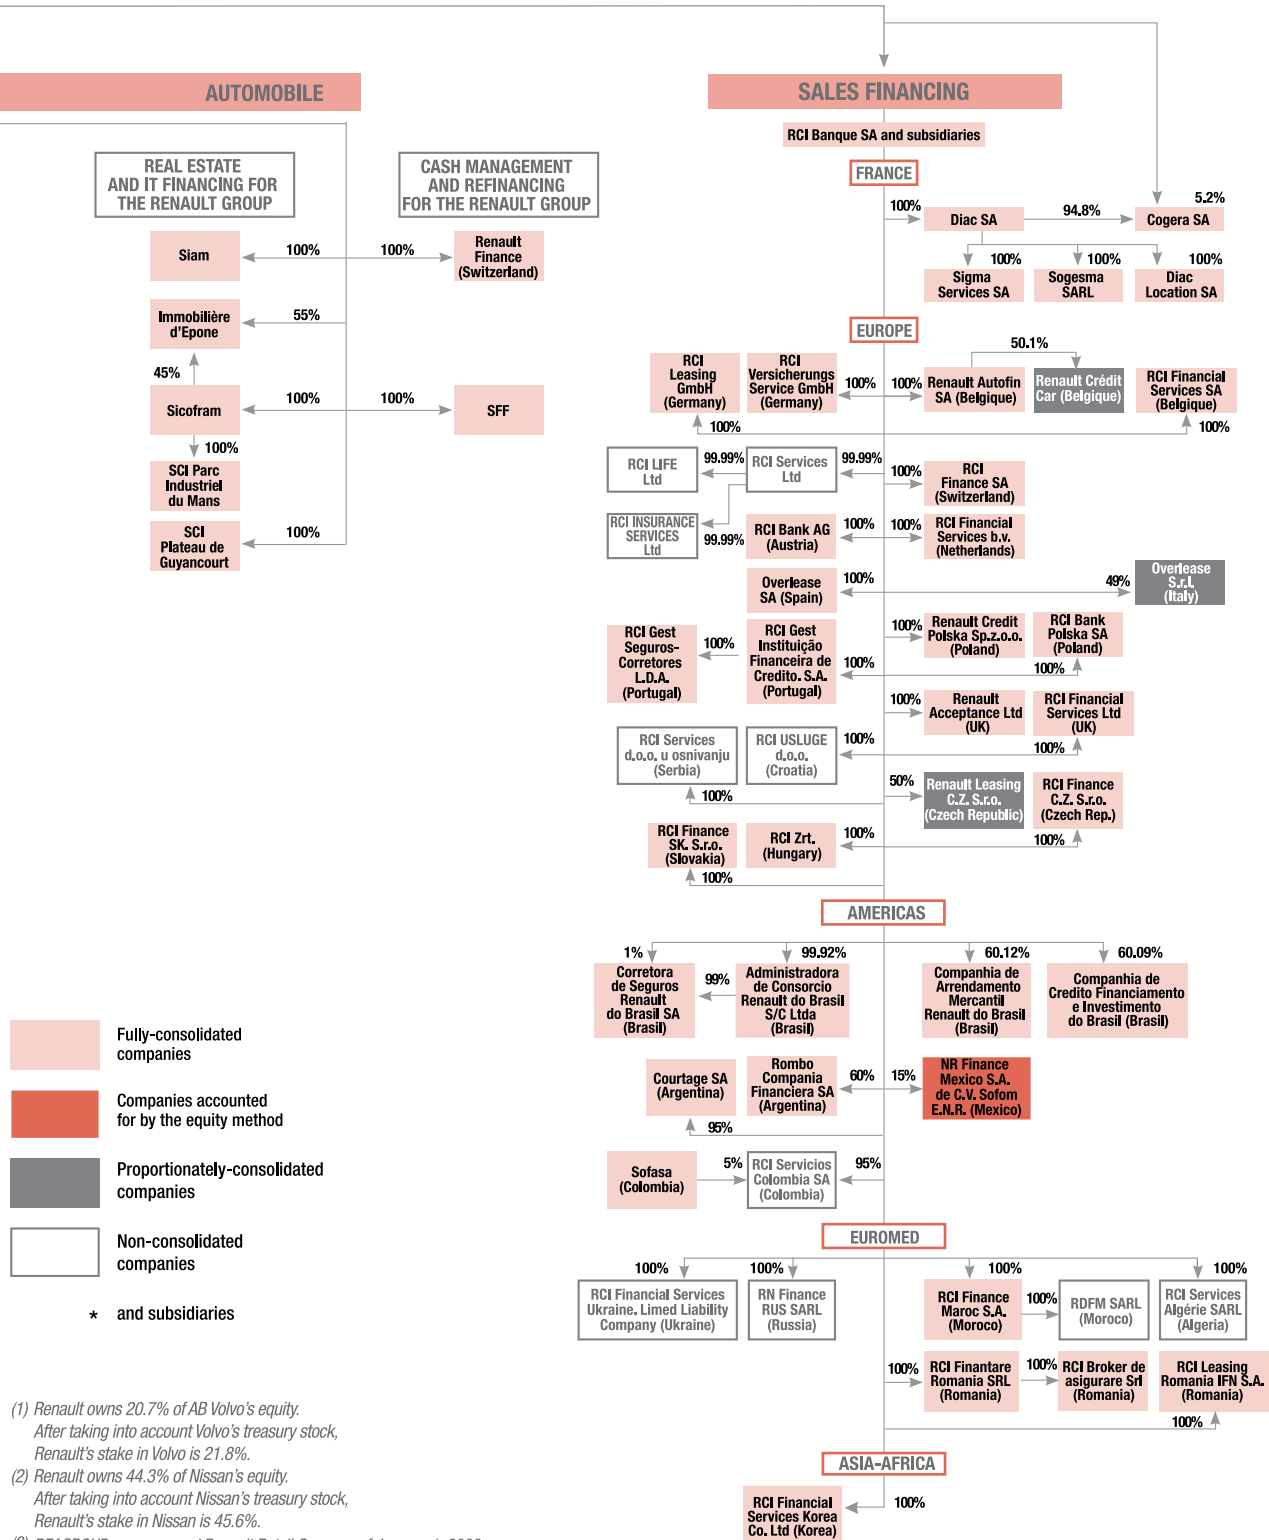 AUTOMOBILE
SALES FINANCING
RCI Banque SA and subsidiaries
REAL ESTATE
AND IT FINANCING FOR
THE RENAULT GROUP
CASH MANAGEMENT
AND REFINANCING
FOR THE RENAULT GROUP
Siam
100%
100%
Renault
Finance
(Switzerland)
Immobilière
d'Epone
55%
45%
Sicofram
100%
100%
SFF
100%
SCI Parc
Industriel
du Mans
SCI
Plateau de
Guyancourt
100%
FRANCE
100%
Diac SA
94.8%
5.2%
Cogera SA
100%
Sigma
Services SA
100%
Sogesma
SARL
100%
Diac
Location SA
EUROPE
50.1%
RCI
Leasing
GmbH
(Germany)
RCI
Versicherungs
Service GmbH
(Germany)
100%
100%
Renault Autofin
SA (Belgique)
Renault Crédit
Car (Belgique)
RCI Financial
Services SA
(Belgique)
100%
100%
RCI LIFE
Ltd
99.99%
RCI Services
Ltd
99.99%
100%
RCI
Finance SA
(Switzerland)
RCI INSURANCE
SERVICES
Ltd
99.99%
RCI Bank AG
(Austria)
100%
100%
RCI Financial
Services b.v.
(Netherlands)
Overlease
SA (Spain)
100%
49%
Overlease
S.r.l.
(Italy)
RCI Gest
Seguros-
Corretores
L.D.A.
(Portugal)
100%
RCI Gest
Instituição
Financeira de
Credito. S.A.
(Portugal)
100%
100%
Renault Credit
Polska Sp.z.o.o.
(Poland)
RCI Bank
Polska SA
(Poland)
100%
100%
Renault
Acceptance Ltd
(UK)
RCI Financial
Services Ltd
(UK)
100%
RCI Services
d.o.o. u osnivanju
(Serbia)
RCI USLUGE
d.o.o.
(Croatia)
100%
100%
50%
Renault Leasing
C.Z. S.r.o.
(Czech Republic)
RCI Finance
C.Z. S.r.o.
(Czech Rep.)
100%
RCI Finance
SK. S.r.o.
(Slovakia)
RCI Zrt.
(Hungary)
100%
100%
AMERICAS
1%
Corretora
de Seguros
Renault
do Brasil SA
(Brasil)
99%
99.92%
Administradora
de Consorcio
Renault do Brasil
S/C Ltda
(Brasil)
60.12%
Companhia de
Arrendamento
Mercantil
Renault do Brasil
(Brasil)
60.09%
Companhia de
Credito Financiamento
e Investimento
do Brasil (Brasil)
Courtage SA
(Argentina)
Rombo
Compania
Financiera SA
(Argentina)
60%
15%
NR Finance
Mexico S.A.
de C.V. Sofom
E.N.R. (Mexico)
95%
Sofasa
(Colombia)
5%
RCI Servicios
Colombia SA
(Colombia)
95%
EUROMED
100%
RCI Financial Services
Ukraine. Limed Liability
Company (Ukraine)
100%
RN Finance
RUS SARL
(Russia)
100%
RCI Finance
Maroc S.A.
(Moroco)
100%
RDFM SARL
(Moroco)
100%
RCI Services
Algérie SARL
(Algeria)
100%
RCI Finantare
Romania SRL
(Romania)
100%
RCI Broker de
asigurare Srl
(Romania)
RCI Leasing
Romania IFN S.A.
(Romania)
100%
ASIA-AFRICA
RCI Financial
Services Korea
Co. Ltd (Korea)
100%
Fully-consolidated
companies
Companies accounted
for by the equity method
Proportionately-consolidated
companies
Non-consolidated
companies
* and subsidiaries
(1) Renault owns 20.7% of AB Volvo's equity.
After taking into account Volvo's treasury stock,
Renault's stake in Volvo is 21.8%.
(2) Renault owns 44.3% of Nissan's equity.
After taking into account Nissan's treasury stock,
Renault's stake in Nissan is 45.6%.